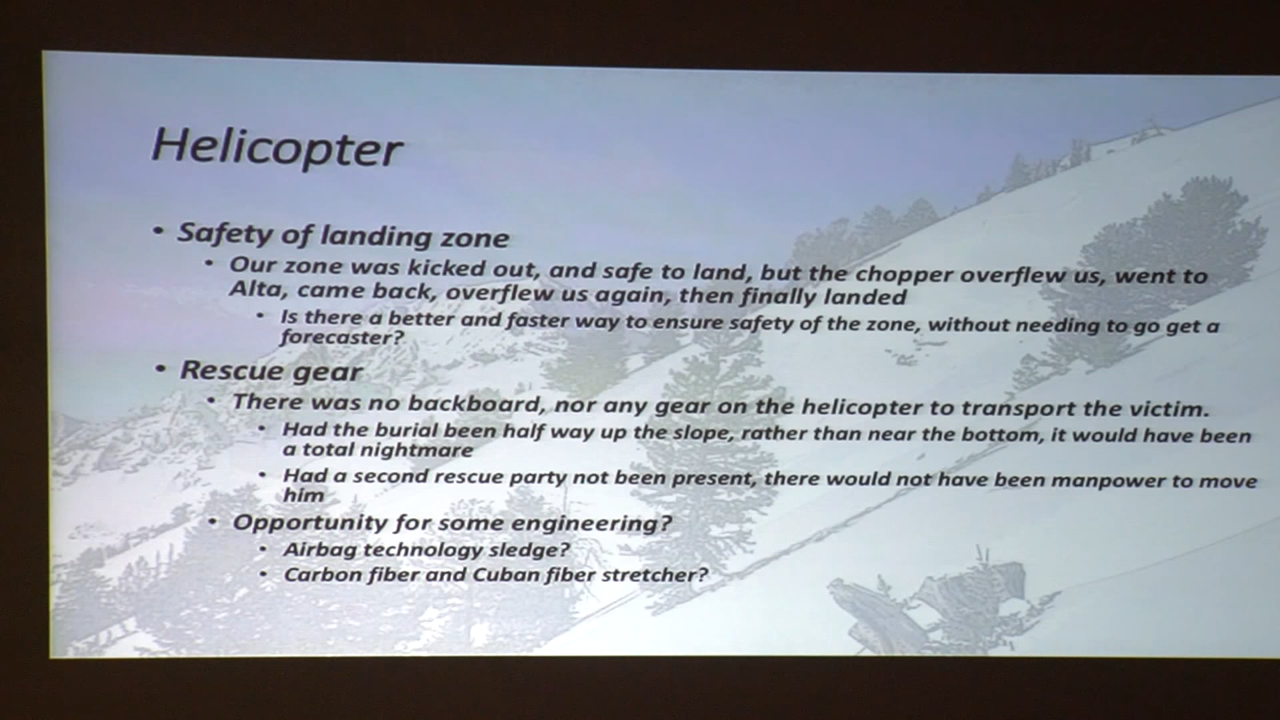 Helicopter
• Safety of landing zone
• Our zone was kicked out, and safe to land, but the chopper overflew us, went to
Alta, came back, overflew us again, then finally landed
• Is there a better and faster way to ensure safety of the zone, without needing to go get a
forecaster?
• Rescue gear
• There was no backboard, nor any gear on the helicopter to transport the victim.
• Had the burial been half way up the slope, rather than near the bottom, it would have been
a total nightmare
• Had a second rescue party not been present, there would not have been manpower to move
him
• Opportunity for some engineering?
• Airbag technology sledge?
• Carbon fiber and Cuban fiber stretcher?